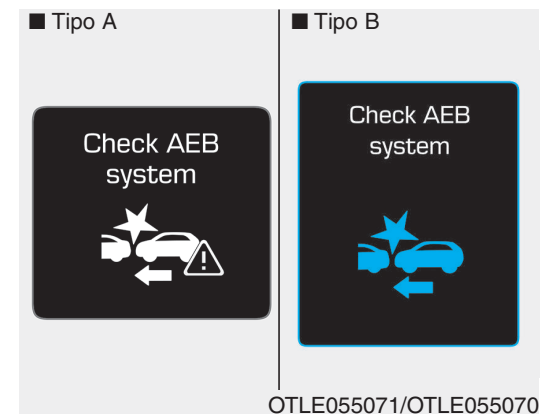 ■ Tipo A
■ Tipo B
Check AEB
system
Check AEB
system
OTLE055071/OTLE055070